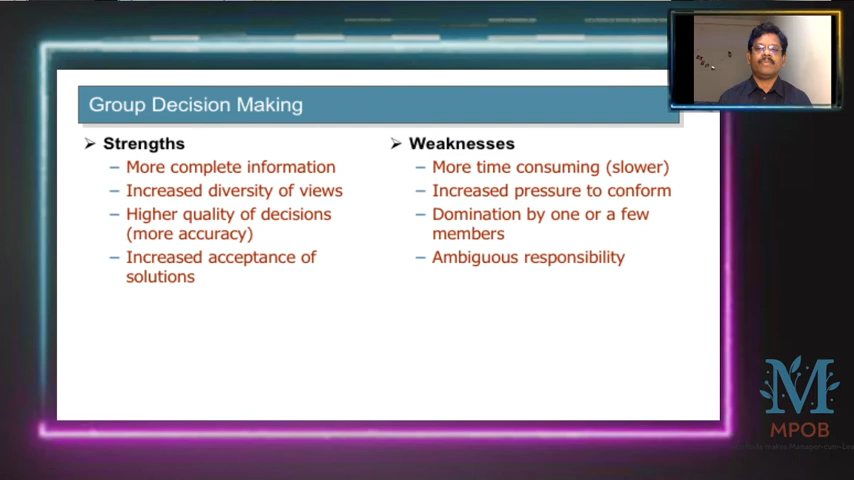 Group Decision Making
➢ Strengths
– More complete information
– Increased diversity of views
– Higher quality of decisions
(more accuracy)
– Increased acceptance of
solutions
➢ Weaknesses
– More time consuming (slower)
– Increased pressure to conform
– Domination by one or a few
members
– Ambiguous responsibility
M
MPOB